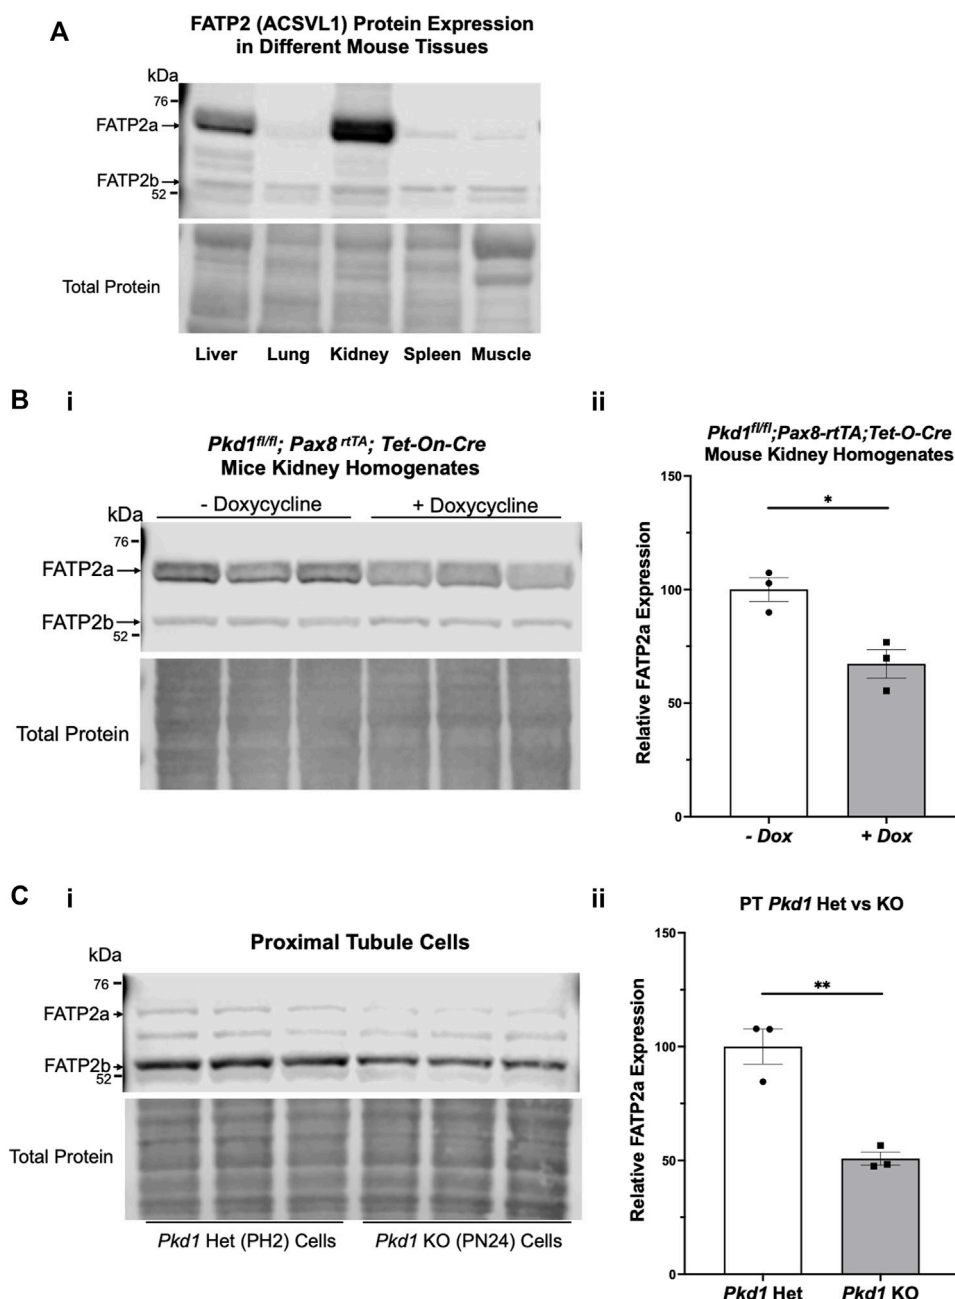 A
FATP2 (ACSVL1) Protein Expression
in Different Mouse Tissues
kDa
76
FATP2a
FATP2b
52
Total Protein
Liver Lung Kidney Spleen Muscle
B
i
Pkd1fl/fl; Pax8 rtTA; Tet-On-Cre
Mice Kidney Homogenates
- Doxycycline + Doxycycline
kDa
76
FATP2a
FATP2b
52
Total Protein
ii
Pkd1fl/fl;Pax8-rtTA;Tet-O-Cre
Mouse Kidney Homogenates
Relative FATP2a Expression
150
100
50
0
*
- Dox + Dox
C
i
Proximal Tubule Cells
kDa
76
FATP2a
FATP2b
52
Total Protein
Pkd1 Het (PH2) Cells Pkd1 KO (PN24) Cells
ii
PT Pkd1 Het vs KO
Relative FATP2a Expression
150
100
50
0
**
Pkd1 Het Pkd1 KO